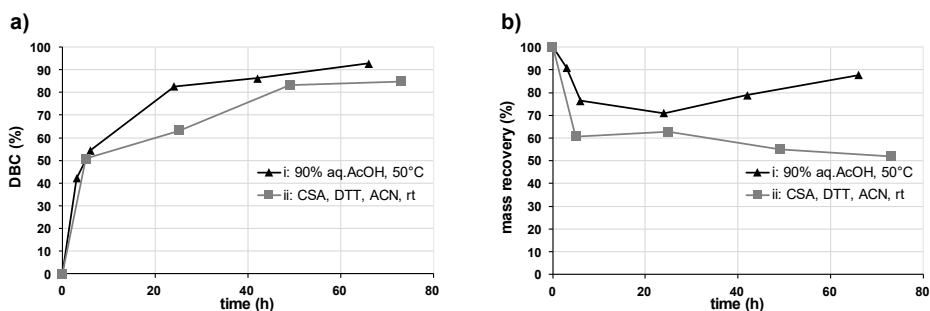 a)
100
90
80
70
60
50
40
30
20
10
0
DBC (%)
i: 90% aq.AcOH, 50°C
ii: CSA, DTT, ACN, rt
0 20 40 60 80
time (h)
b)
100
90
80
70
60
50
40
30
20
10
0
mass recovery (%)
i: 90% aq.AcOH, 50°C
ii: CSA, DTT, ACN, rt
0 20 40 60 80
time (h)